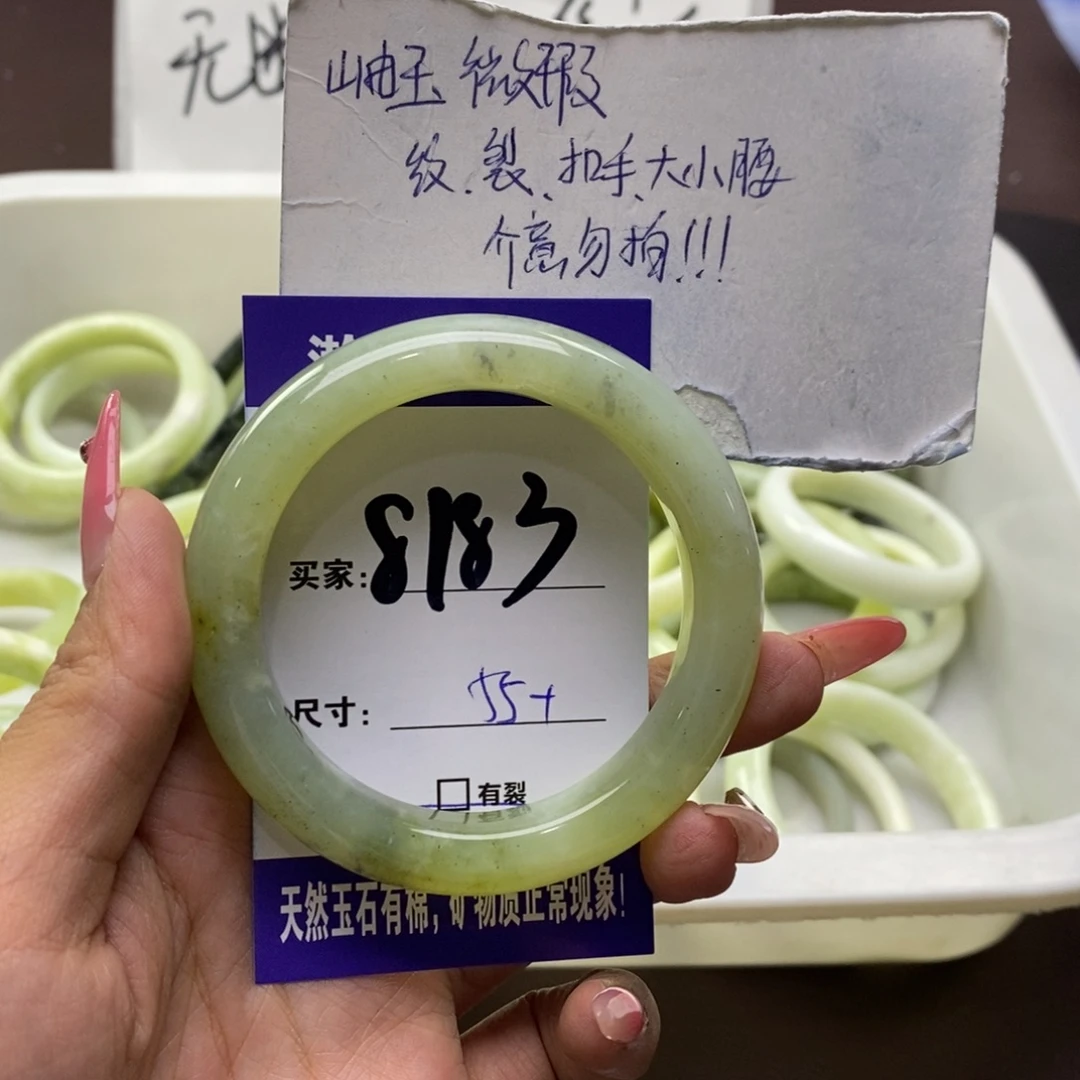 无
岫玉 微瑕
纹、裂、扣手、大小腰
介意勿拍!!!
买家: 8183
尺寸: 55+
□有裂
天然玉石有棉，矿物质正常现象！